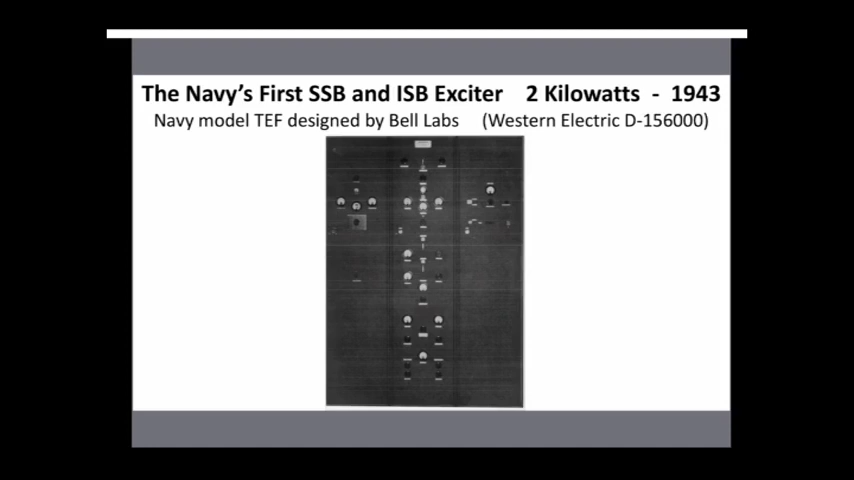 The Navy's First SSB and ISB Exciter 2 Kilowatts - 1943
Navy model TEF designed by Bell Labs (Western Electric D-156000)